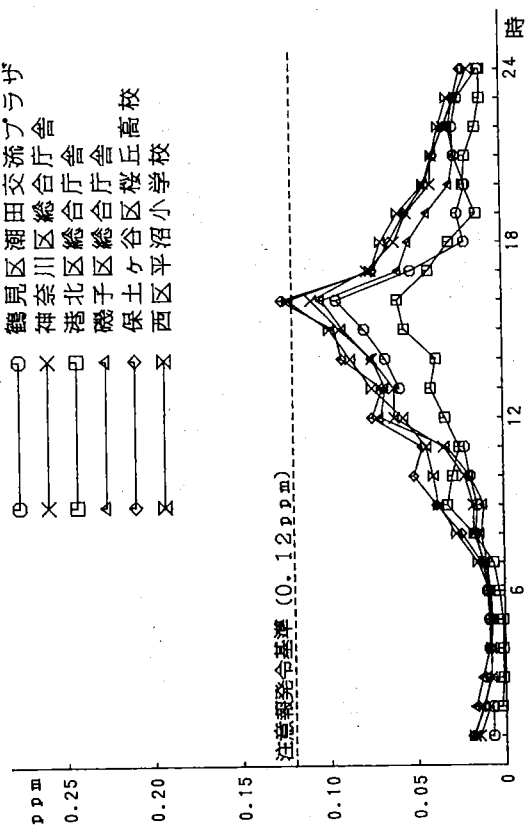 ppm
0.25
0.20
0.15
0.10
0.05
0
6
12
18
24
時
注意報発令基準 (0.12ppm)
鶴見区潮田交流プラザ
神奈川区総合庁舎
港北区総合庁舎
磯子区総合庁舎
保土ヶ谷区桜丘高校
西区平沼小学校